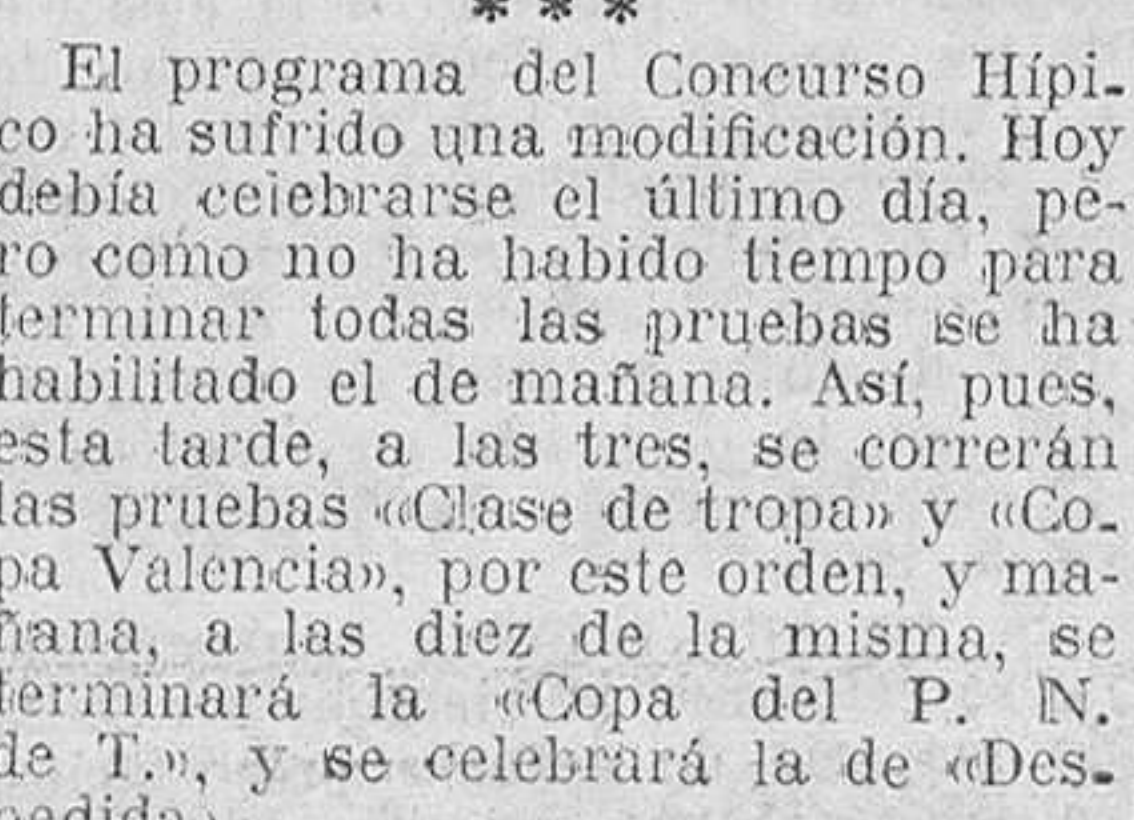 * * *
El programa del Concurso Hípi-
co ha sufrido una modificación. Hoy
debía celebrarse el último día, pe-
ro como no ha habido tiempo para
terminar todas las pruebas se ha
habilitado el de mañana. Así, pues,
esta tarde, a las tres, se correrán
las pruebas «Clase de tropa» y «Co-
pa Valencia», por este orden, y ma-
ñana, a las diez de la misma, se
terminará la «Copa del P. N.
de T.», y se celebrará la de «Des-
pedida»